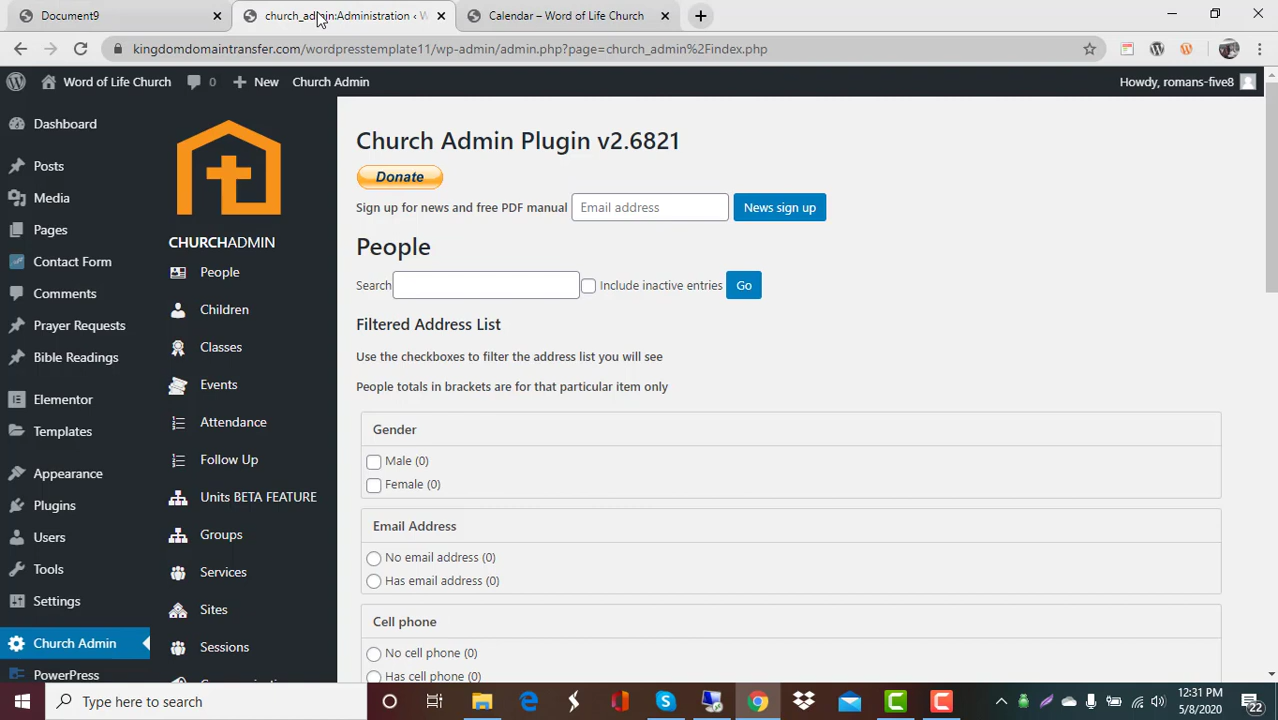 Document9
church_admin:Administration ‹ W
Calendar – Word of Life Church
kingdomdomaintransfer.com/wordpresstemplate11/wp-admin/admin.php?page=church_admin%2Findex.php
Word of Life Church
0
New
Church Admin
Howdy, romans-five8
Dashboard
Posts
Media
Pages
Contact Form
Comments
Prayer Requests
Bible Readings
Elementor
Templates
Appearance
Plugins
Users
Tools
Settings
Church Admin
PowerPress
CHURCHADMIN
People
Children
Classes
Events
Attendance
Follow Up
Units BETA FEATURE
Groups
Services
Sites
Sessions
Church Admin Plugin v2.6821
Donate
Sign up for news and free PDF manual
Email address
News sign up
People
Search
Include inactive entries
Go
Filtered Address List
Use the checkboxes to filter the address list you will see
People totals in brackets are for that particular item only
Gender
Male (0)
Female (0)
Email Address
No email address (0)
Has email address (0)
Cell phone
No cell phone (0)
Has cell phone (0)
Type here to search
12:31 PM
5/8/2020
22